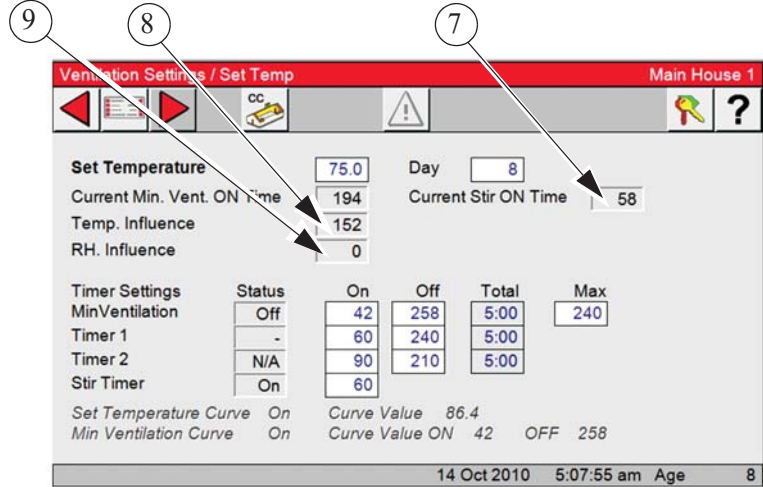 9 8 7
Ventilation Settings / Set Temp Main House 1
CC ?
Set Temperature 75.0 Day 8
Current Min. Vent. ON Time 194 Current Stir ON Time 58
Temp. Influence 152
RH. Influence 0
Timer Settings Status On Off Total Max
MinVentilation Off 42 258 5:00 240
Timer 1 - 60 240 5:00
Timer 2 N/A 90 210 5:00
Stir Timer On 60
Set Temperature Curve On Curve Value 86.4
Min Ventilation Curve On Curve Value ON 42 OFF 258
14 Oct 2010 5:07:55 am Age 8